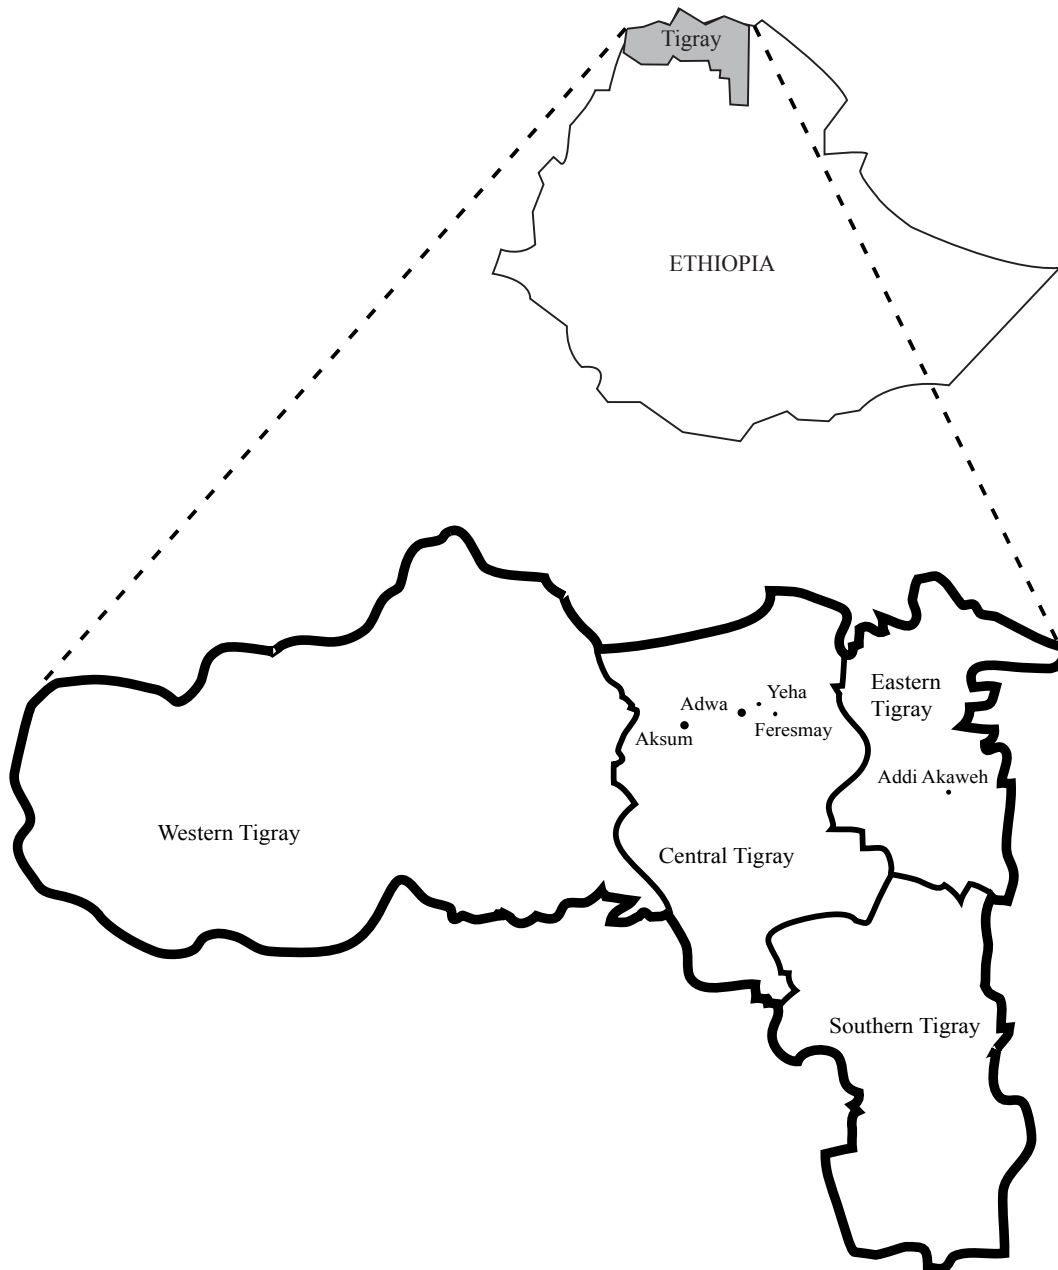 Tigray
ETHIOPIA
Eastern
Tigray
Yeha
Adwa
Feresmay
Aksum
Addi Akaweh
Western Tigray
Central Tigray
Southern Tigray